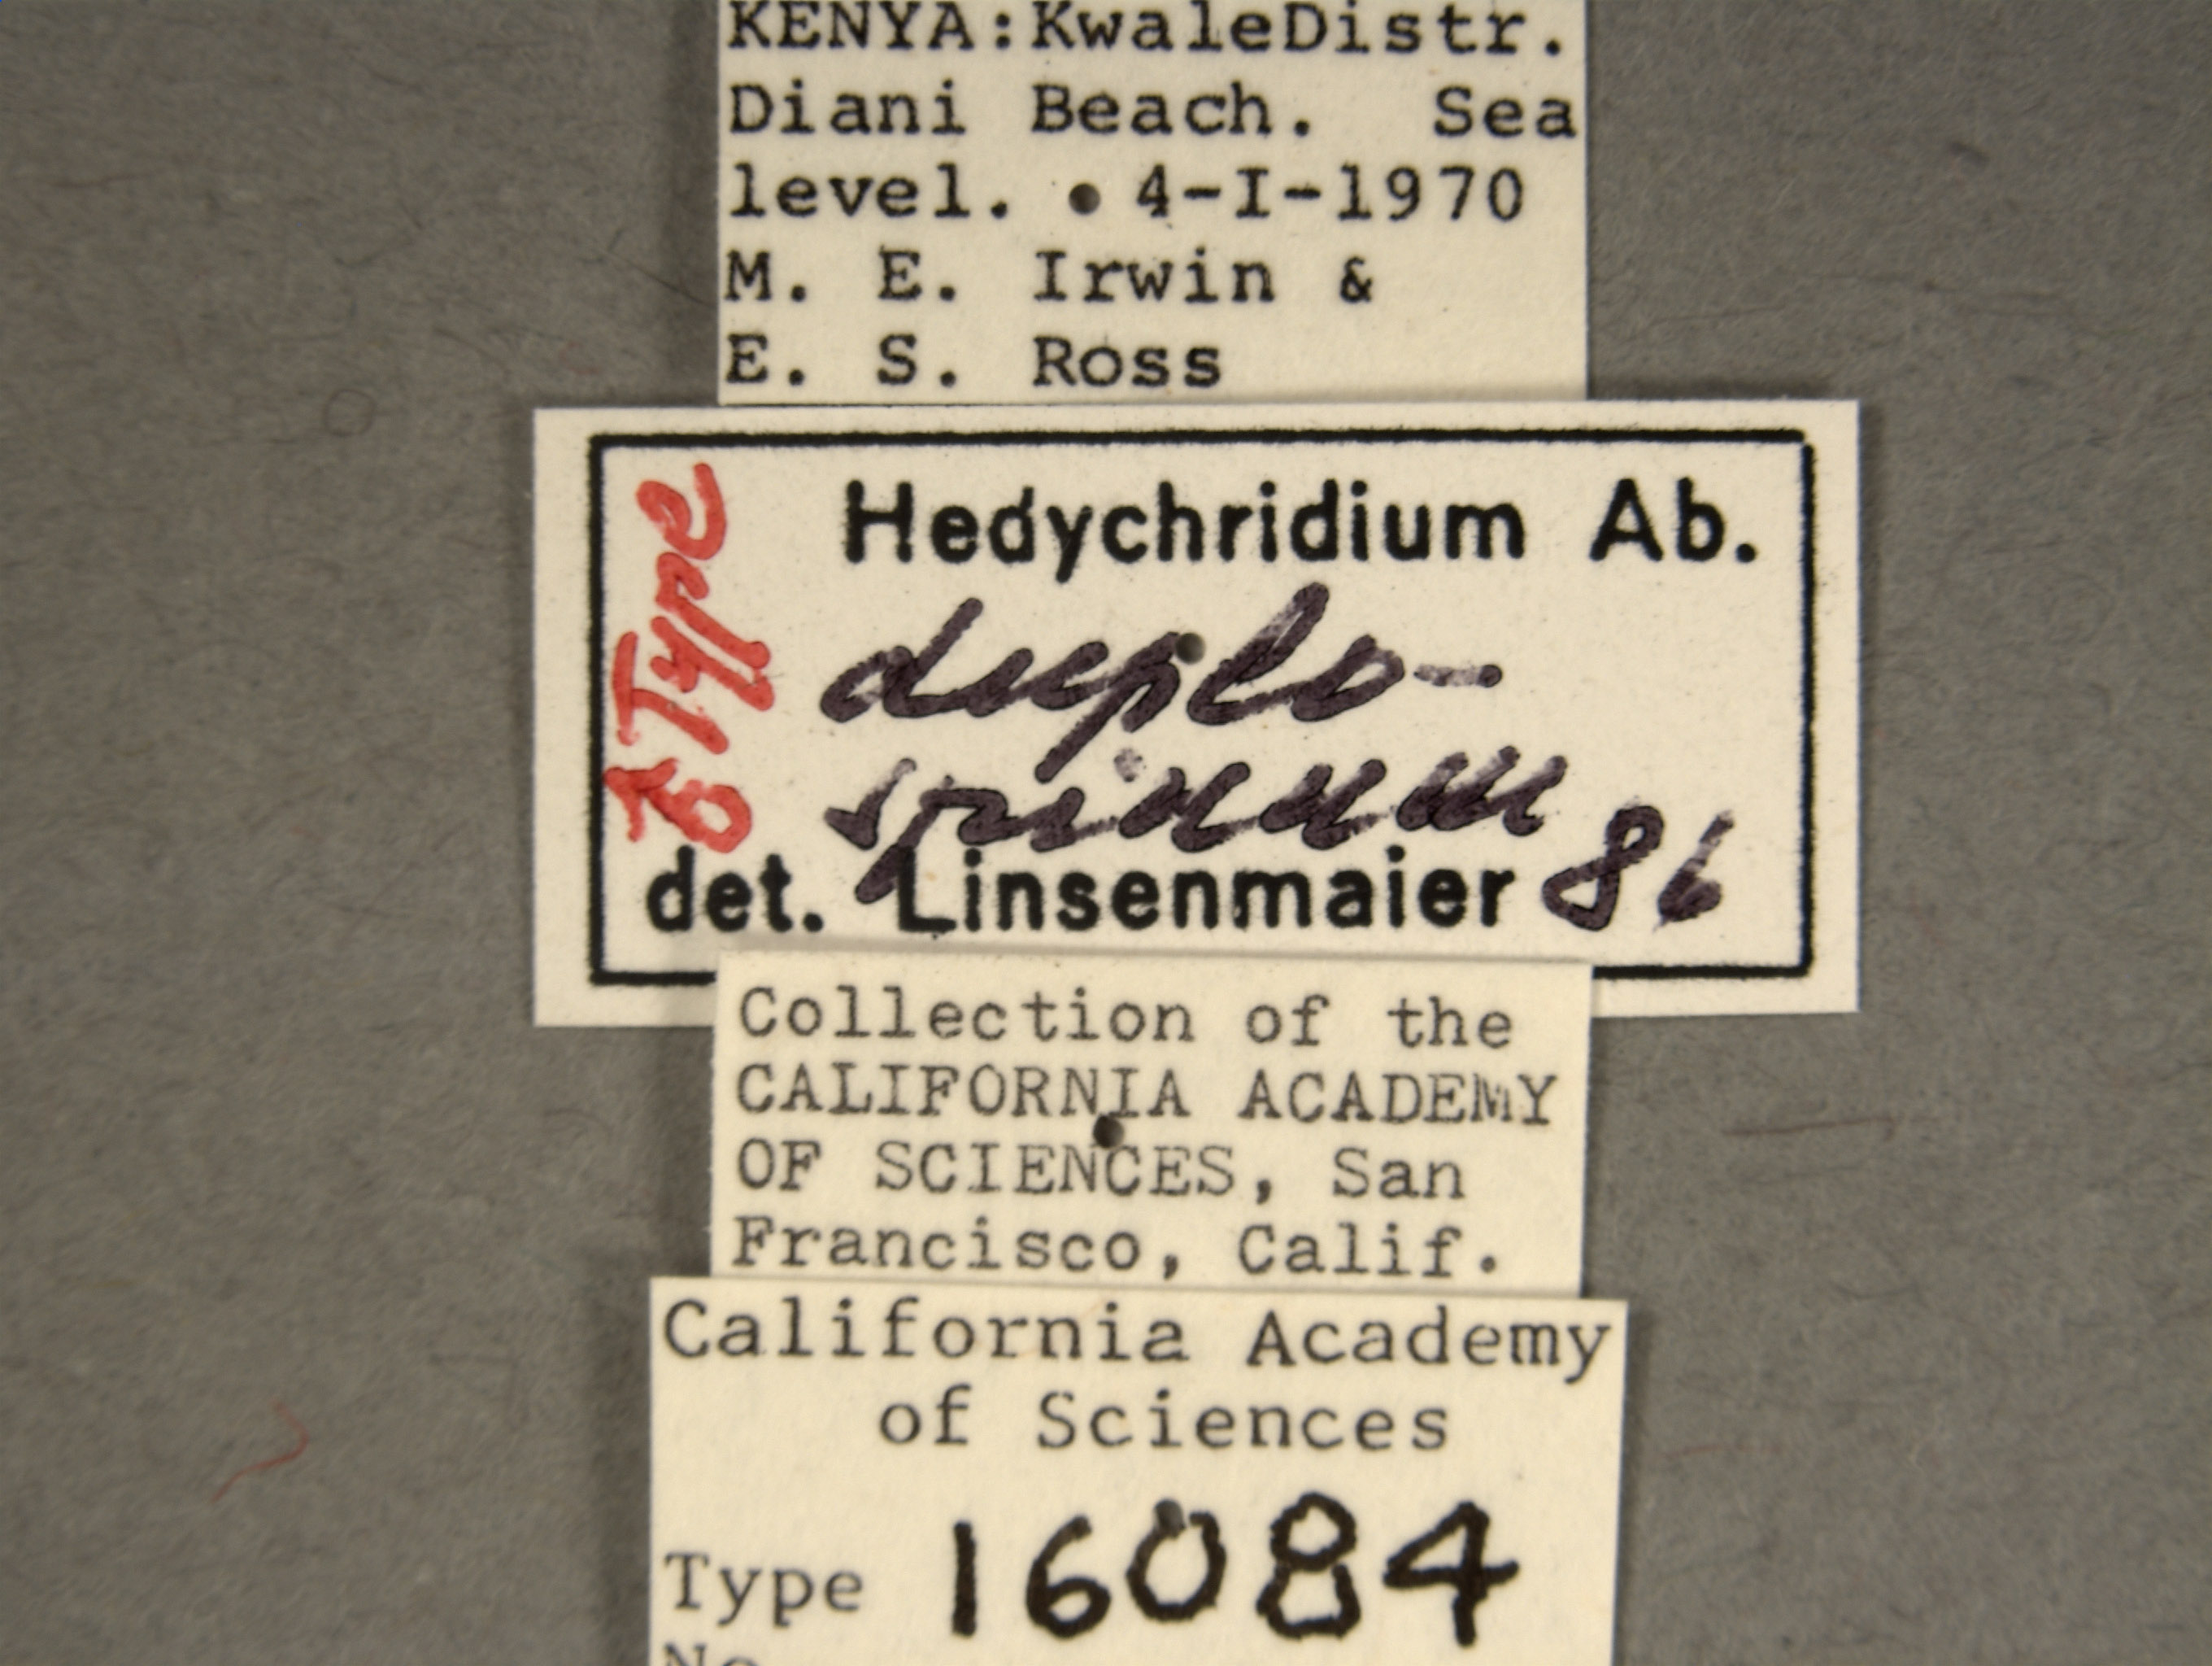 KENYA:KwaleDistr.
Diani Beach. Sea
level. 4-I-1970
M. E. Irwin &
E. S. Ross
♂ Type
Hedychridium Ab.
duplo-
spinum 86
det. Linsenmaier
Collection of the
CALIFORNIA ACADEMY
OF SCIENCES, San
Francisco, Calif.
California Academy
of Sciences
Type 16084
No.